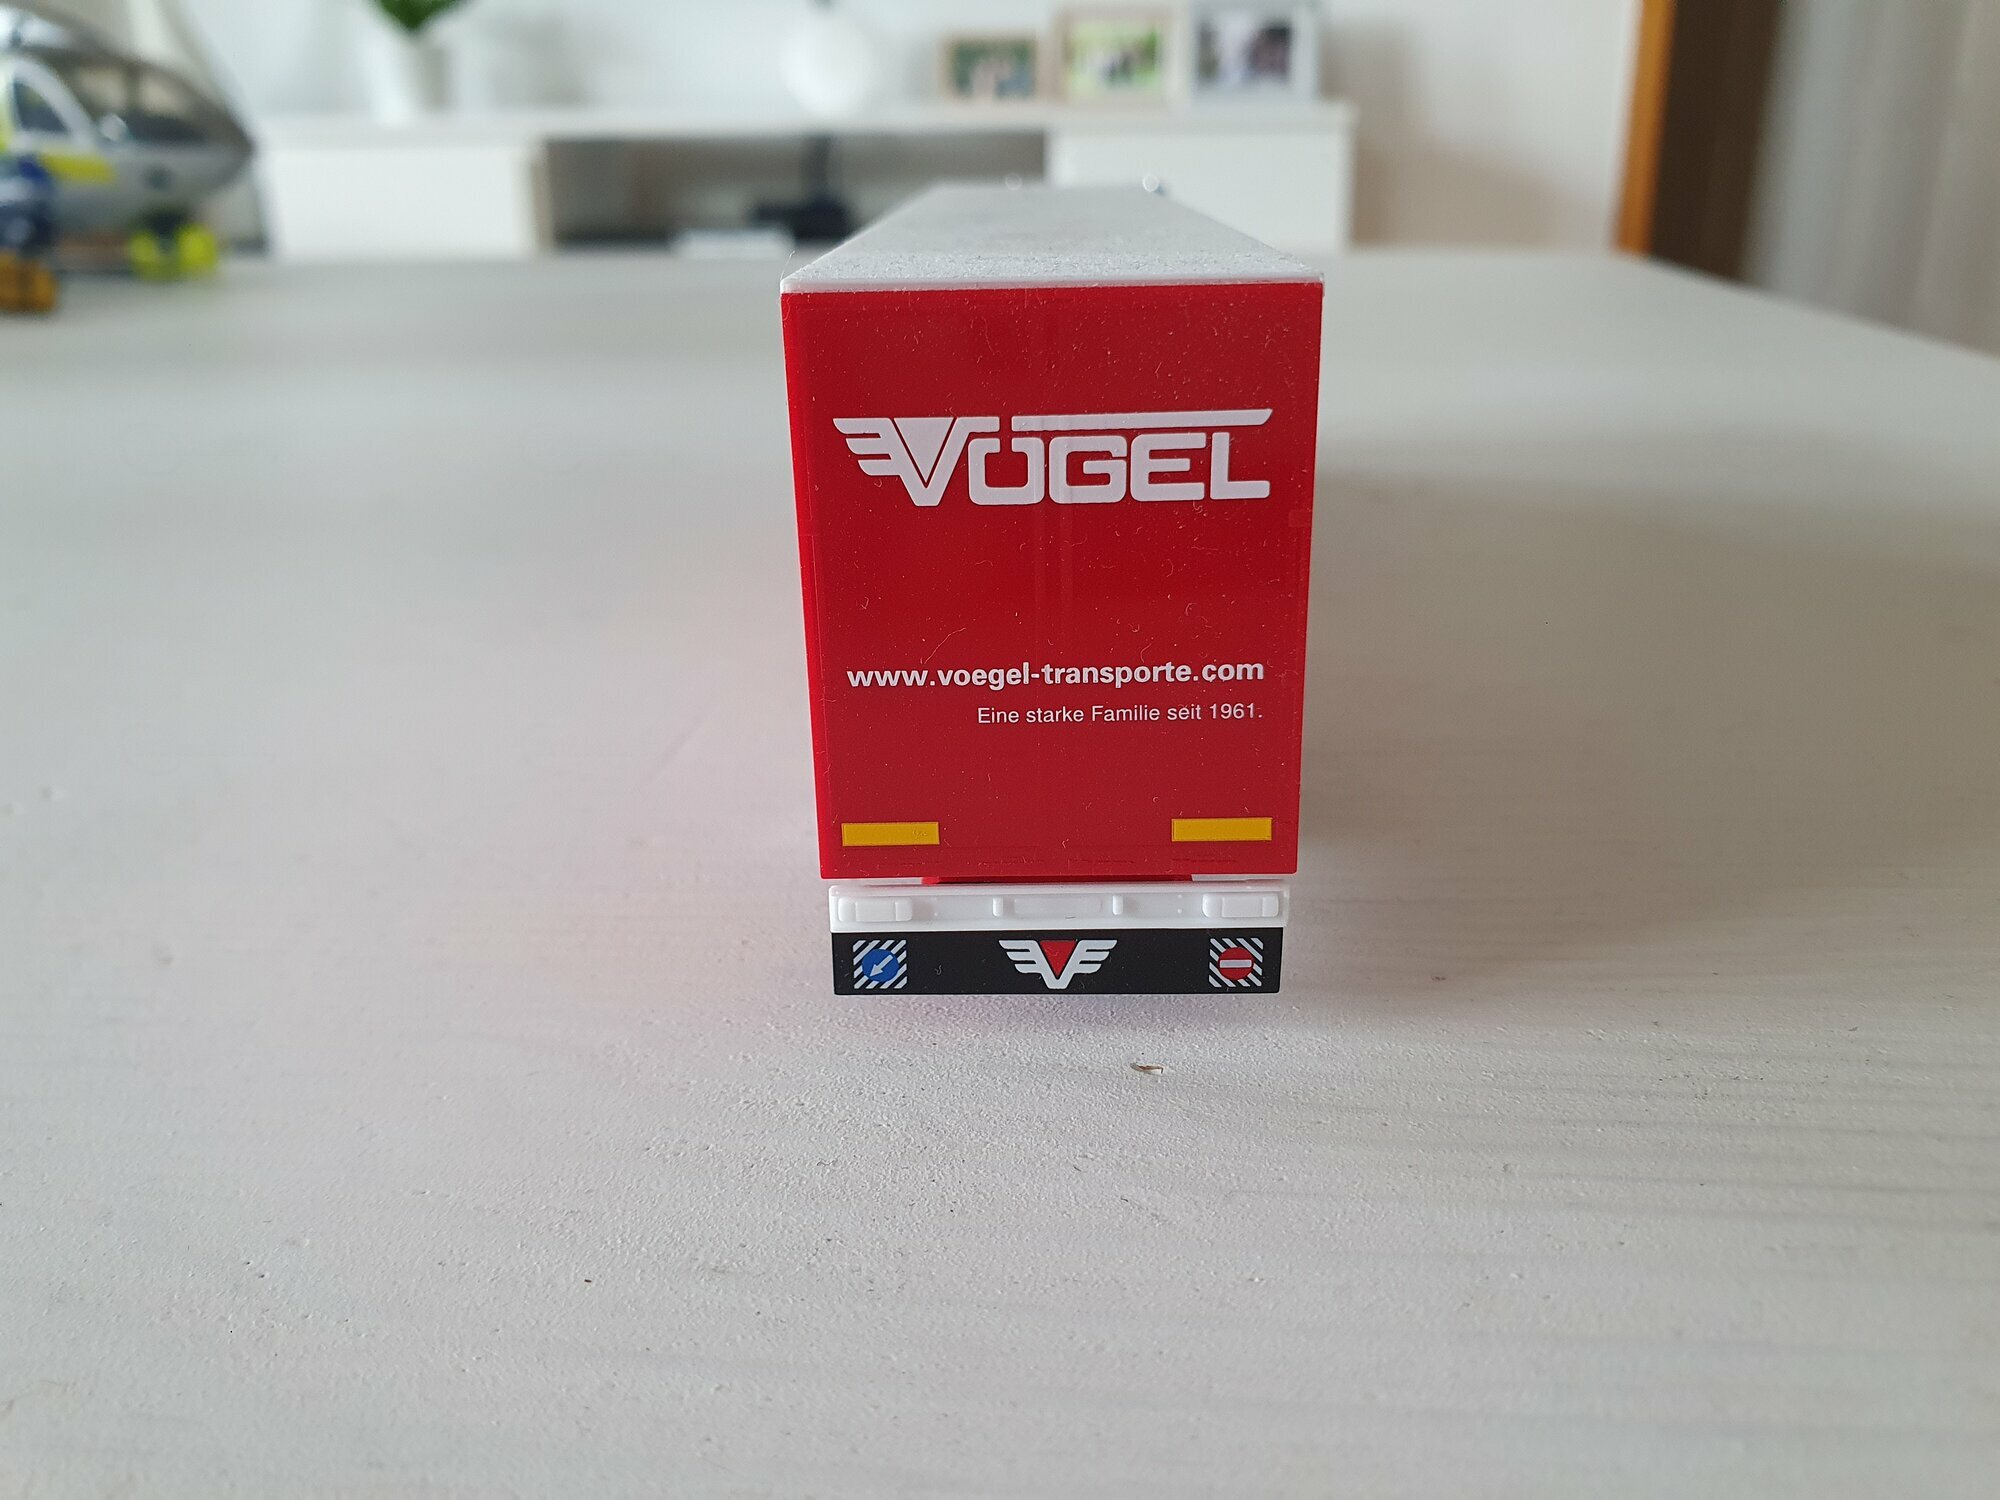 VÖGEL
www.voegel-transporte.com
Eine starke Familie seit 1961.
V